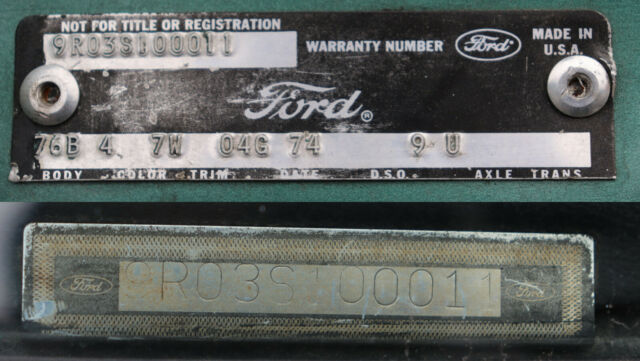 NOT FOR TITLE OR REGISTRATION
9R03S100011 WARRANTY NUMBER Ford MADE IN U.S.A.
Ford®
76B 4 7W 04G 74 9 U
BODY COLOR TRIM DATE D.S.O. AXLE TRANS
Ford 9R03S100011 Ford